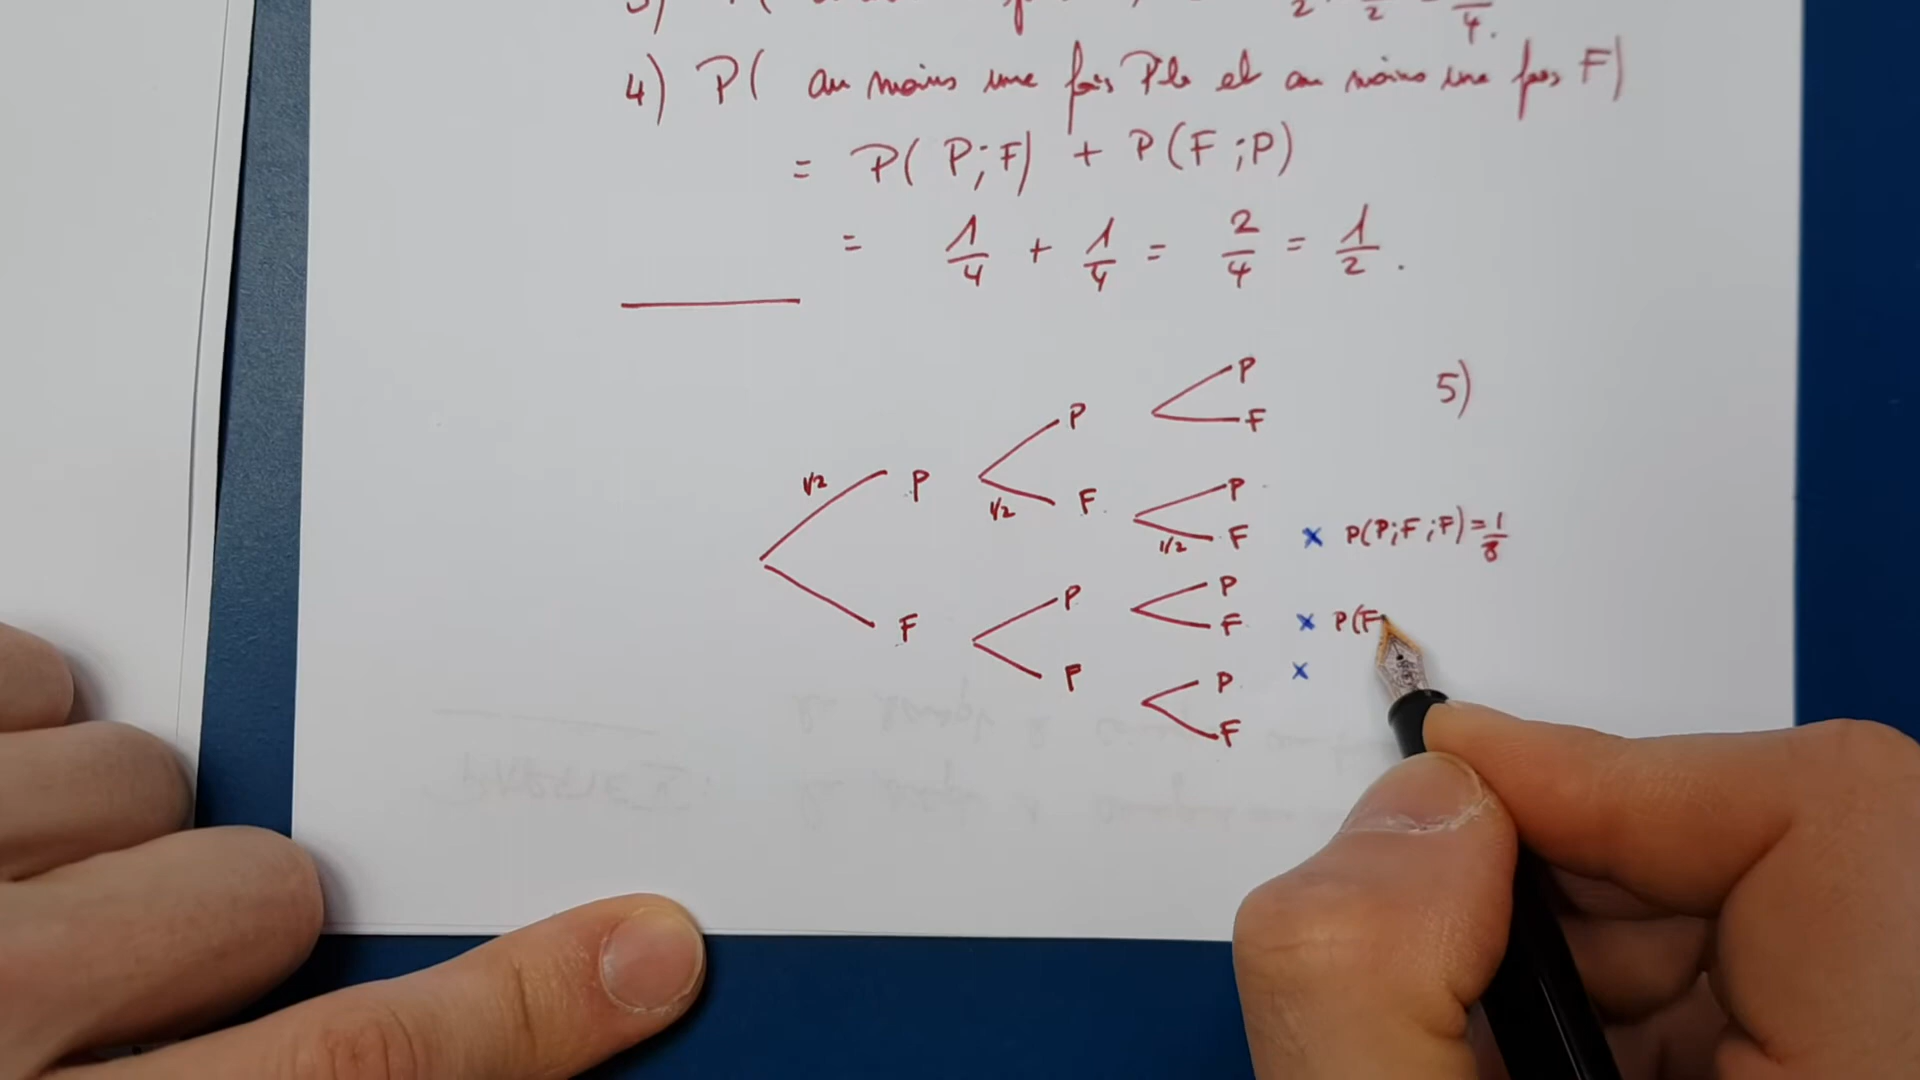 4) P( au moins une fois Pile et au moins une fois F)
= P( P;F) + P(F ;P)
= 1/4 + 1/4 = 2/4 = 1/2 .
P
5)
P
F
1/2
P
P
1/2
F
F
1/2
x P(P;F;F) = 1/8
P
P
F
x P(F
F
P
x
F
P
F